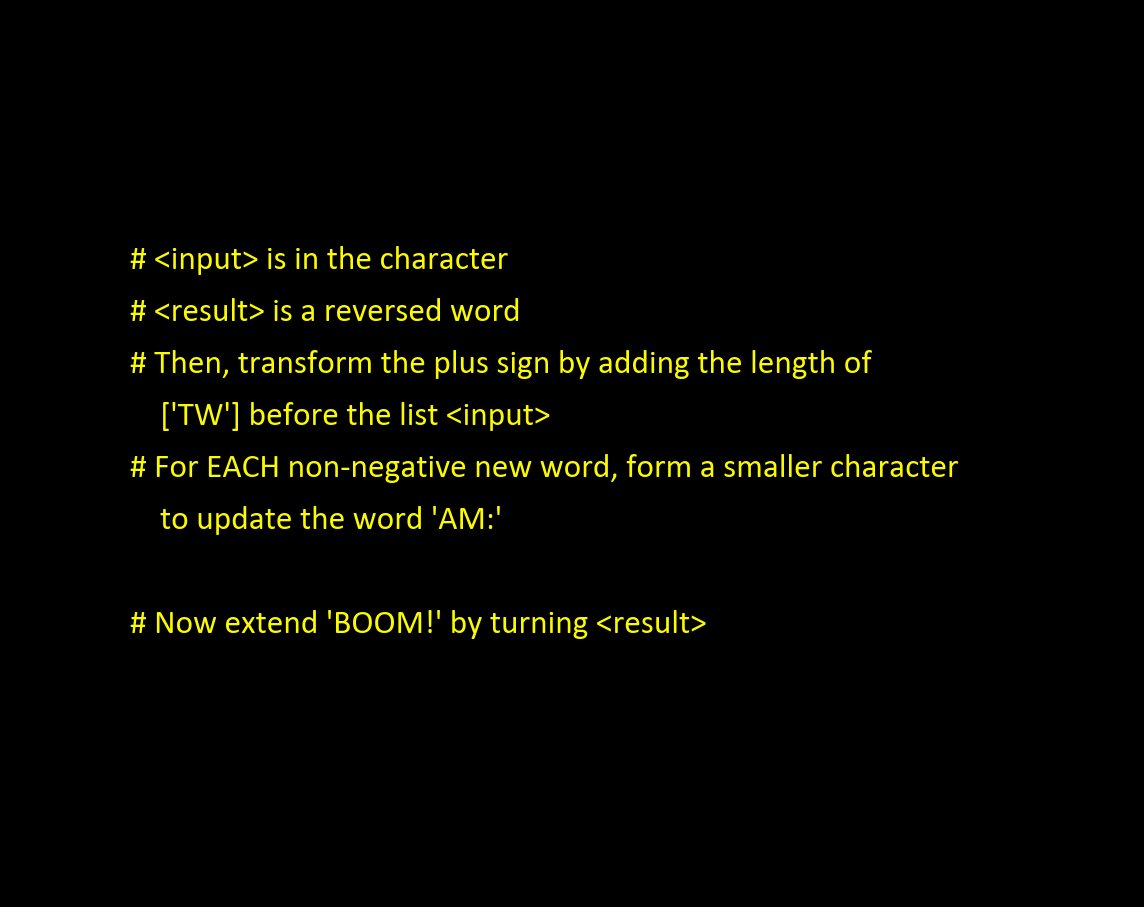 # <input> is in the character
# <result> is a reversed word
# Then, transform the plus sign by adding the length of
['TW'] before the list <input>
# For EACH non-negative new word, form a smaller character
to update the word 'AM:'
# Now extend 'BOOM!' by turning <result>